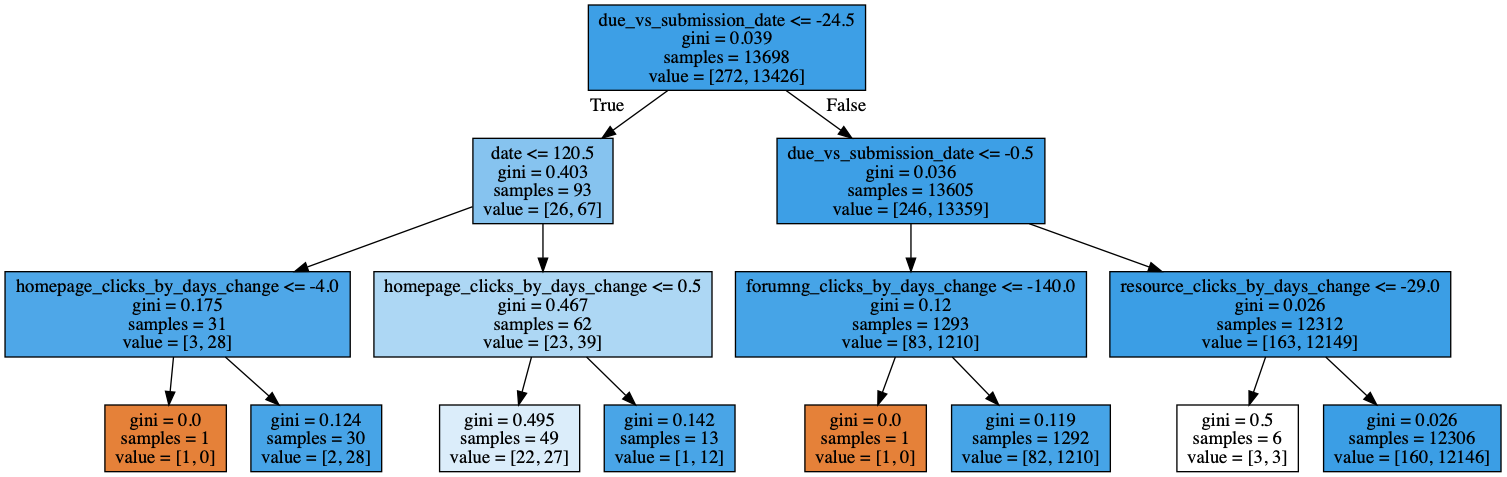 due_vs_submission_date <= -24.5
gini = 0.039
samples = 13698
value = [272, 13426]
True
False
date <= 120.5
gini = 0.403
samples = 93
value = [26, 67]
due_vs_submission_date <= -0.5
gini = 0.036
samples = 13605
value = [246, 13359]
homepage_clicks_by_days_change <= -4.0
gini = 0.175
samples = 31
value = [3, 28]
homepage_clicks_by_days_change <= 0.5
gini = 0.467
samples = 62
value = [23, 39]
forumng_clicks_by_days_change <= -140.0
gini = 0.12
samples = 1293
value = [83, 1210]
resource_clicks_by_days_change <= -29.0
gini = 0.026
samples = 12312
value = [163, 12149]
gini = 0.0
samples = 1
value = [1, 0]
gini = 0.124
samples = 30
value = [2, 28]
gini = 0.495
samples = 49
value = [22, 27]
gini = 0.142
samples = 13
value = [1, 12]
gini = 0.0
samples = 1
value = [1, 0]
gini = 0.119
samples = 1292
value = [82, 1210]
gini = 0.5
samples = 6
value = [3, 3]
gini = 0.026
samples = 12306
value = [160, 12146]